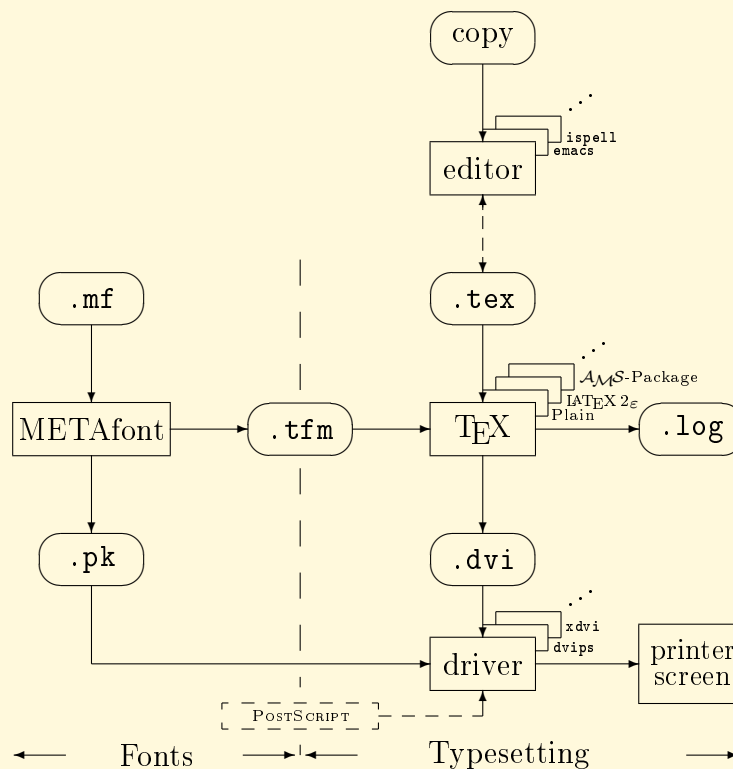 copy
ispell
emacs
editor
.mf
.tex
AMS-Package
LATEX 2ε
Plain
METAfont
.tfm
TEX
.log
.pk
.dvi
xdvi
dvips
driver
printer
screen
POSTSCRIPT
Fonts
Typesetting